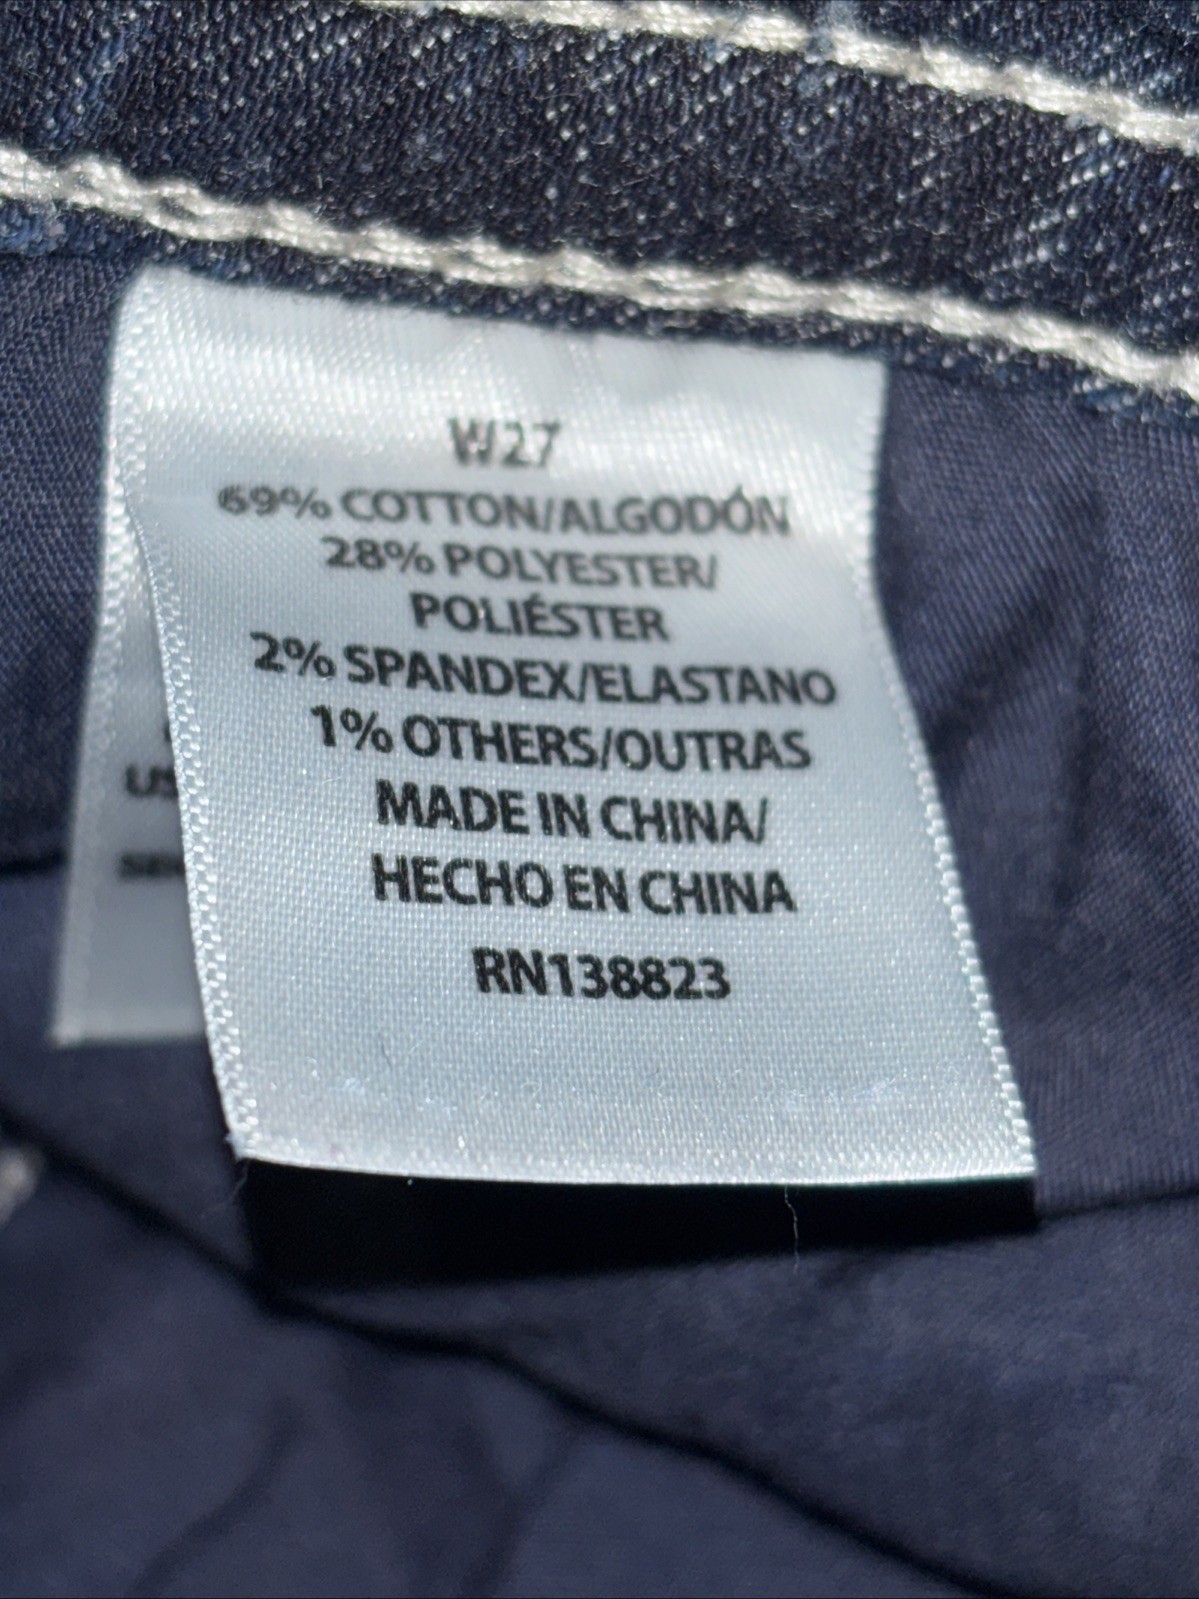 W27
69% COTTON/ALGODÓN
28% POLYESTER/
POLIÉSTER
2% SPANDEX/ELASTANO
1% OTHERS/OUTRAS
MADE IN CHINA/
HECHO EN CHINA
RN138823